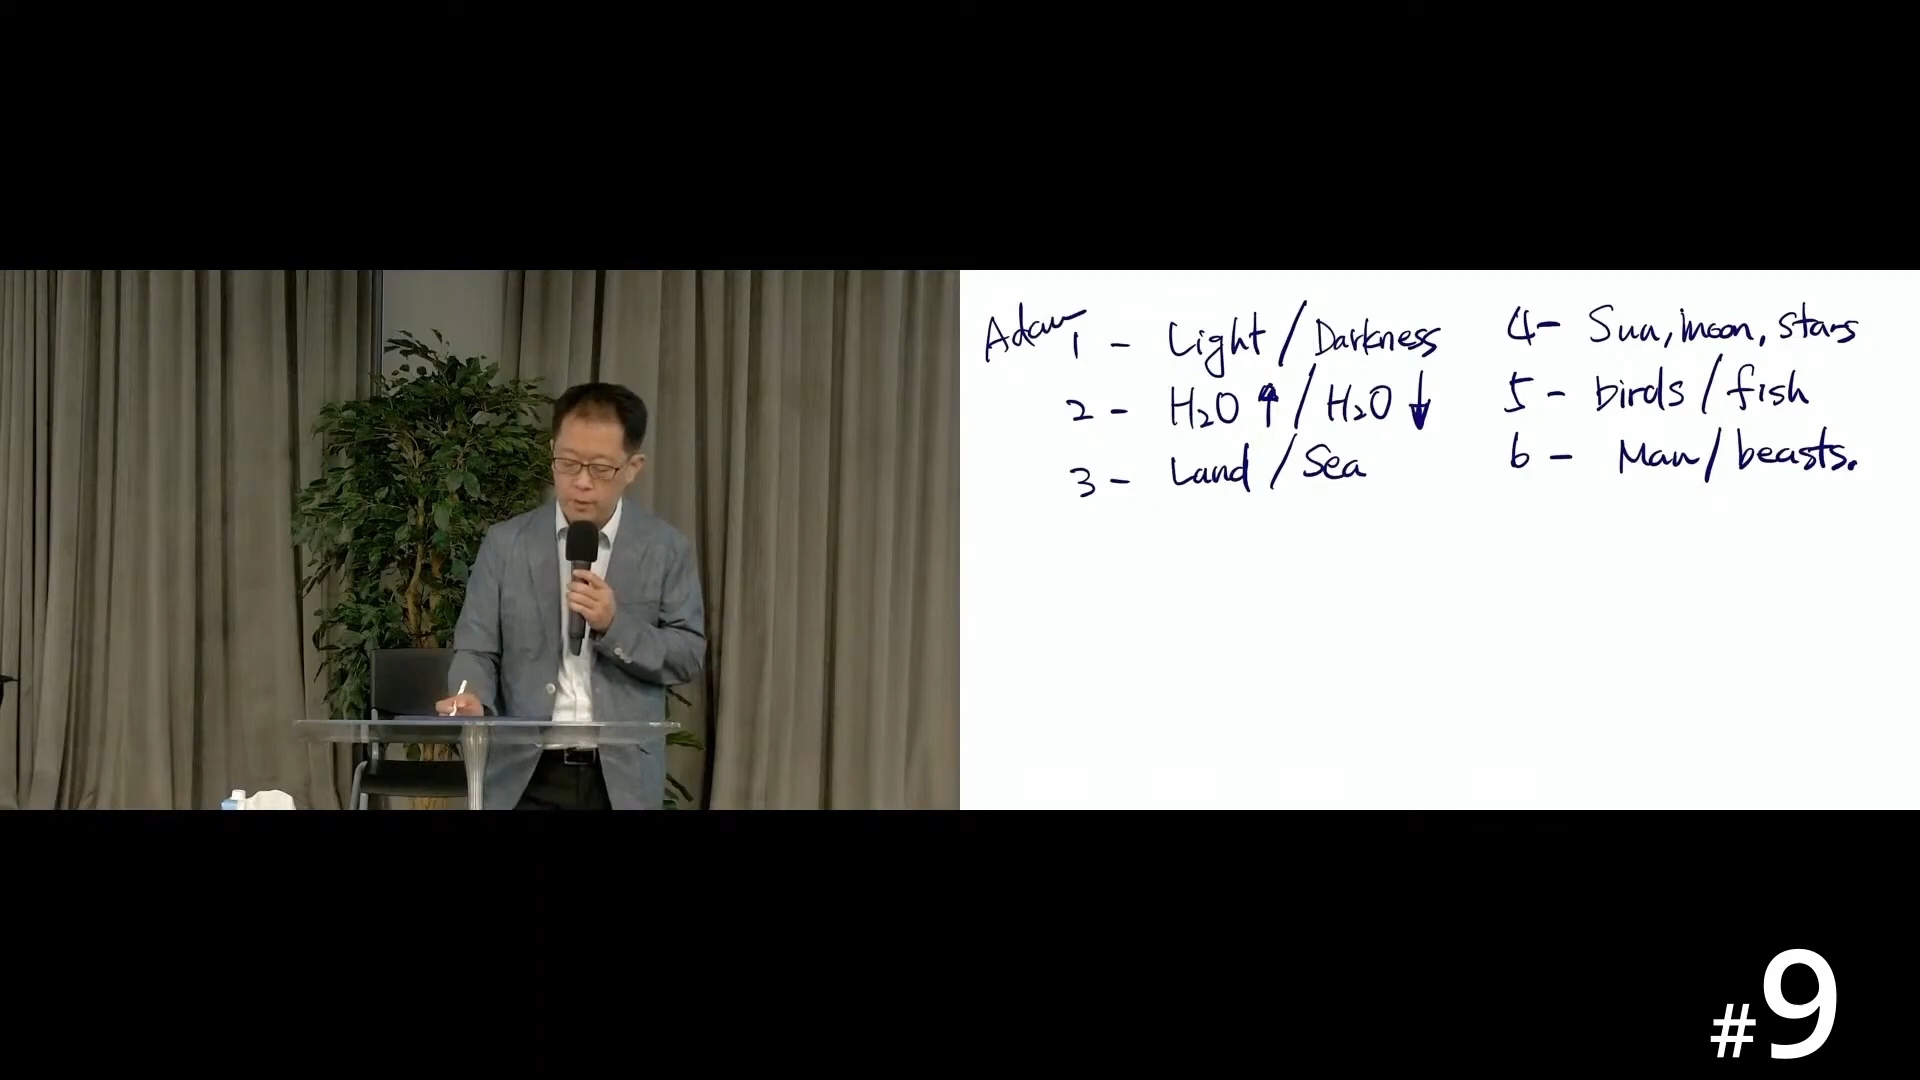 Adam
1 - Light / Darkness
2 - H₂O ↑ / H₂O ↓
3 - Land / Sea
4 - Sun, moon, stars
5 - birds / fish
6 - Man / beasts.
#9